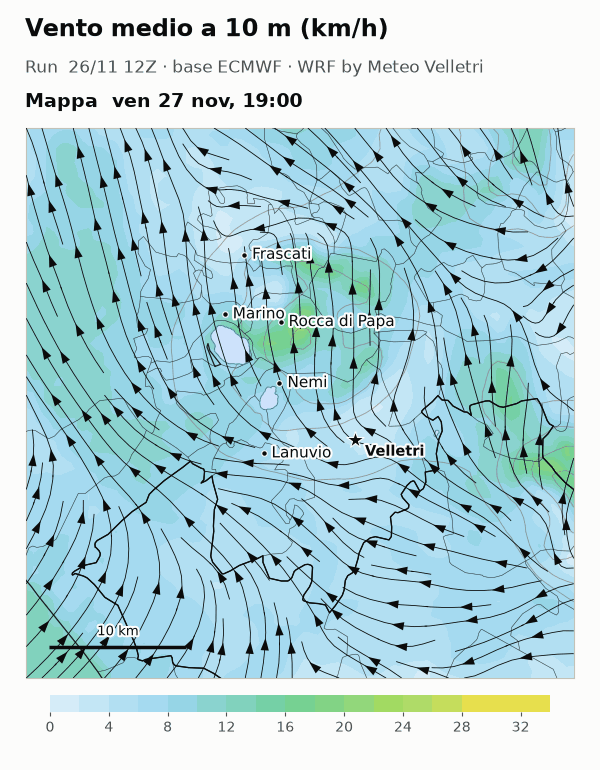 Vento medio a 10 m (km/h)
Run  26/11 12Z · base ECMWF · WRF by Meteo Velletri
Mappa  ven 27 nov, 19:00
Frascati
Marino
Rocca di Papa
Nemi
Velletri
Lanuvio
10 km
0 4 8 12 16 20 24 28 32